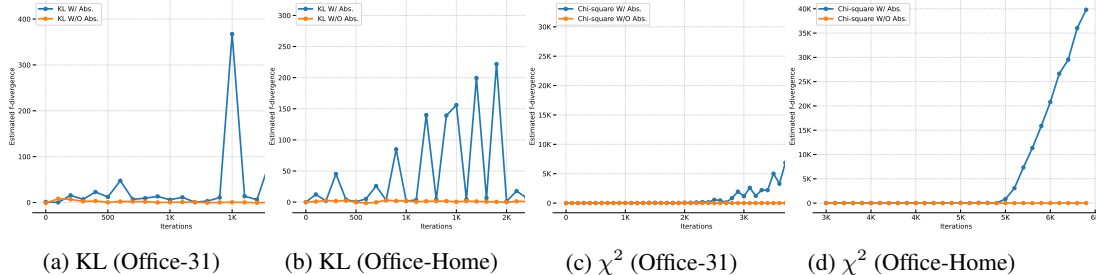 KL W/ Abs.
KL W/O Abs.
Estimated f-divergence
400
300
200
100
0
0
500
1K
1K
Iterations
(a) KL (Office-31)
KL W/ Abs.
KL W/O Abs.
Estimated f-divergence
300
250
200
150
100
50
0
0
500
1K
1K
2K
Iterations
(b) KL (Office-Home)
Chi-square W/ Abs.
Chi-square W/O Abs.
Estimated f-divergence
30K
25K
20K
15K
10K
5K
0
0
1K
2K
3K
Iterations
(c) χ² (Office-31)
Chi-square W/ Abs.
Chi-square W/O Abs.
Estimated f-divergence
40K
35K
30K
25K
20K
15K
10K
5K
0
3K
4K
4K
5K
5K
6K
Iterations
(d) χ² (Office-Home)